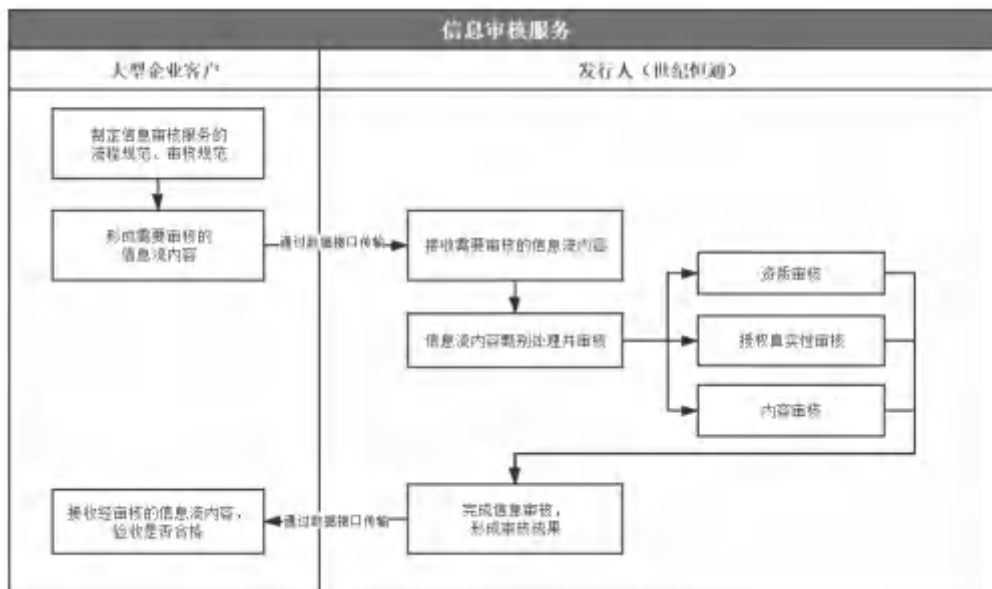 信息审核服务
大型企业客户
发行人（世纪恒通）
制定信息审核服务的
流程规范、审核规范
形成需要审核的
信息流内容
通过数据接口传输
接收需要审核的信息流内容
资质审核
信息流内容甄别处理并审核
授权真实性审核
内容审核
接收经审核的信息流内容，
验收是否合格
通过数据接口传输
完成信息审核，
形成审核成果